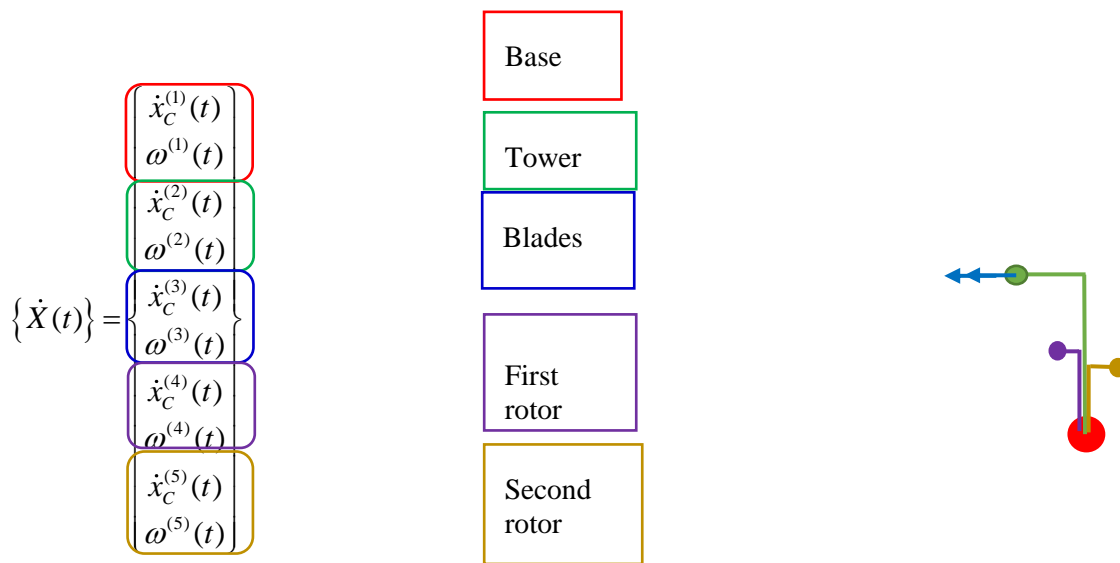 Base
ẋ_C^(1)(t)
ω^(1)(t)
Tower
ẋ_C^(2)(t)
ω^(2)(t)
Blades
{Ẋ(t)} =
ẋ_C^(3)(t)
ω^(3)(t)
First
rotor
ẋ_C^(4)(t)
ω^(4)(t)
Second
rotor
ẋ_C^(5)(t)
ω^(5)(t)